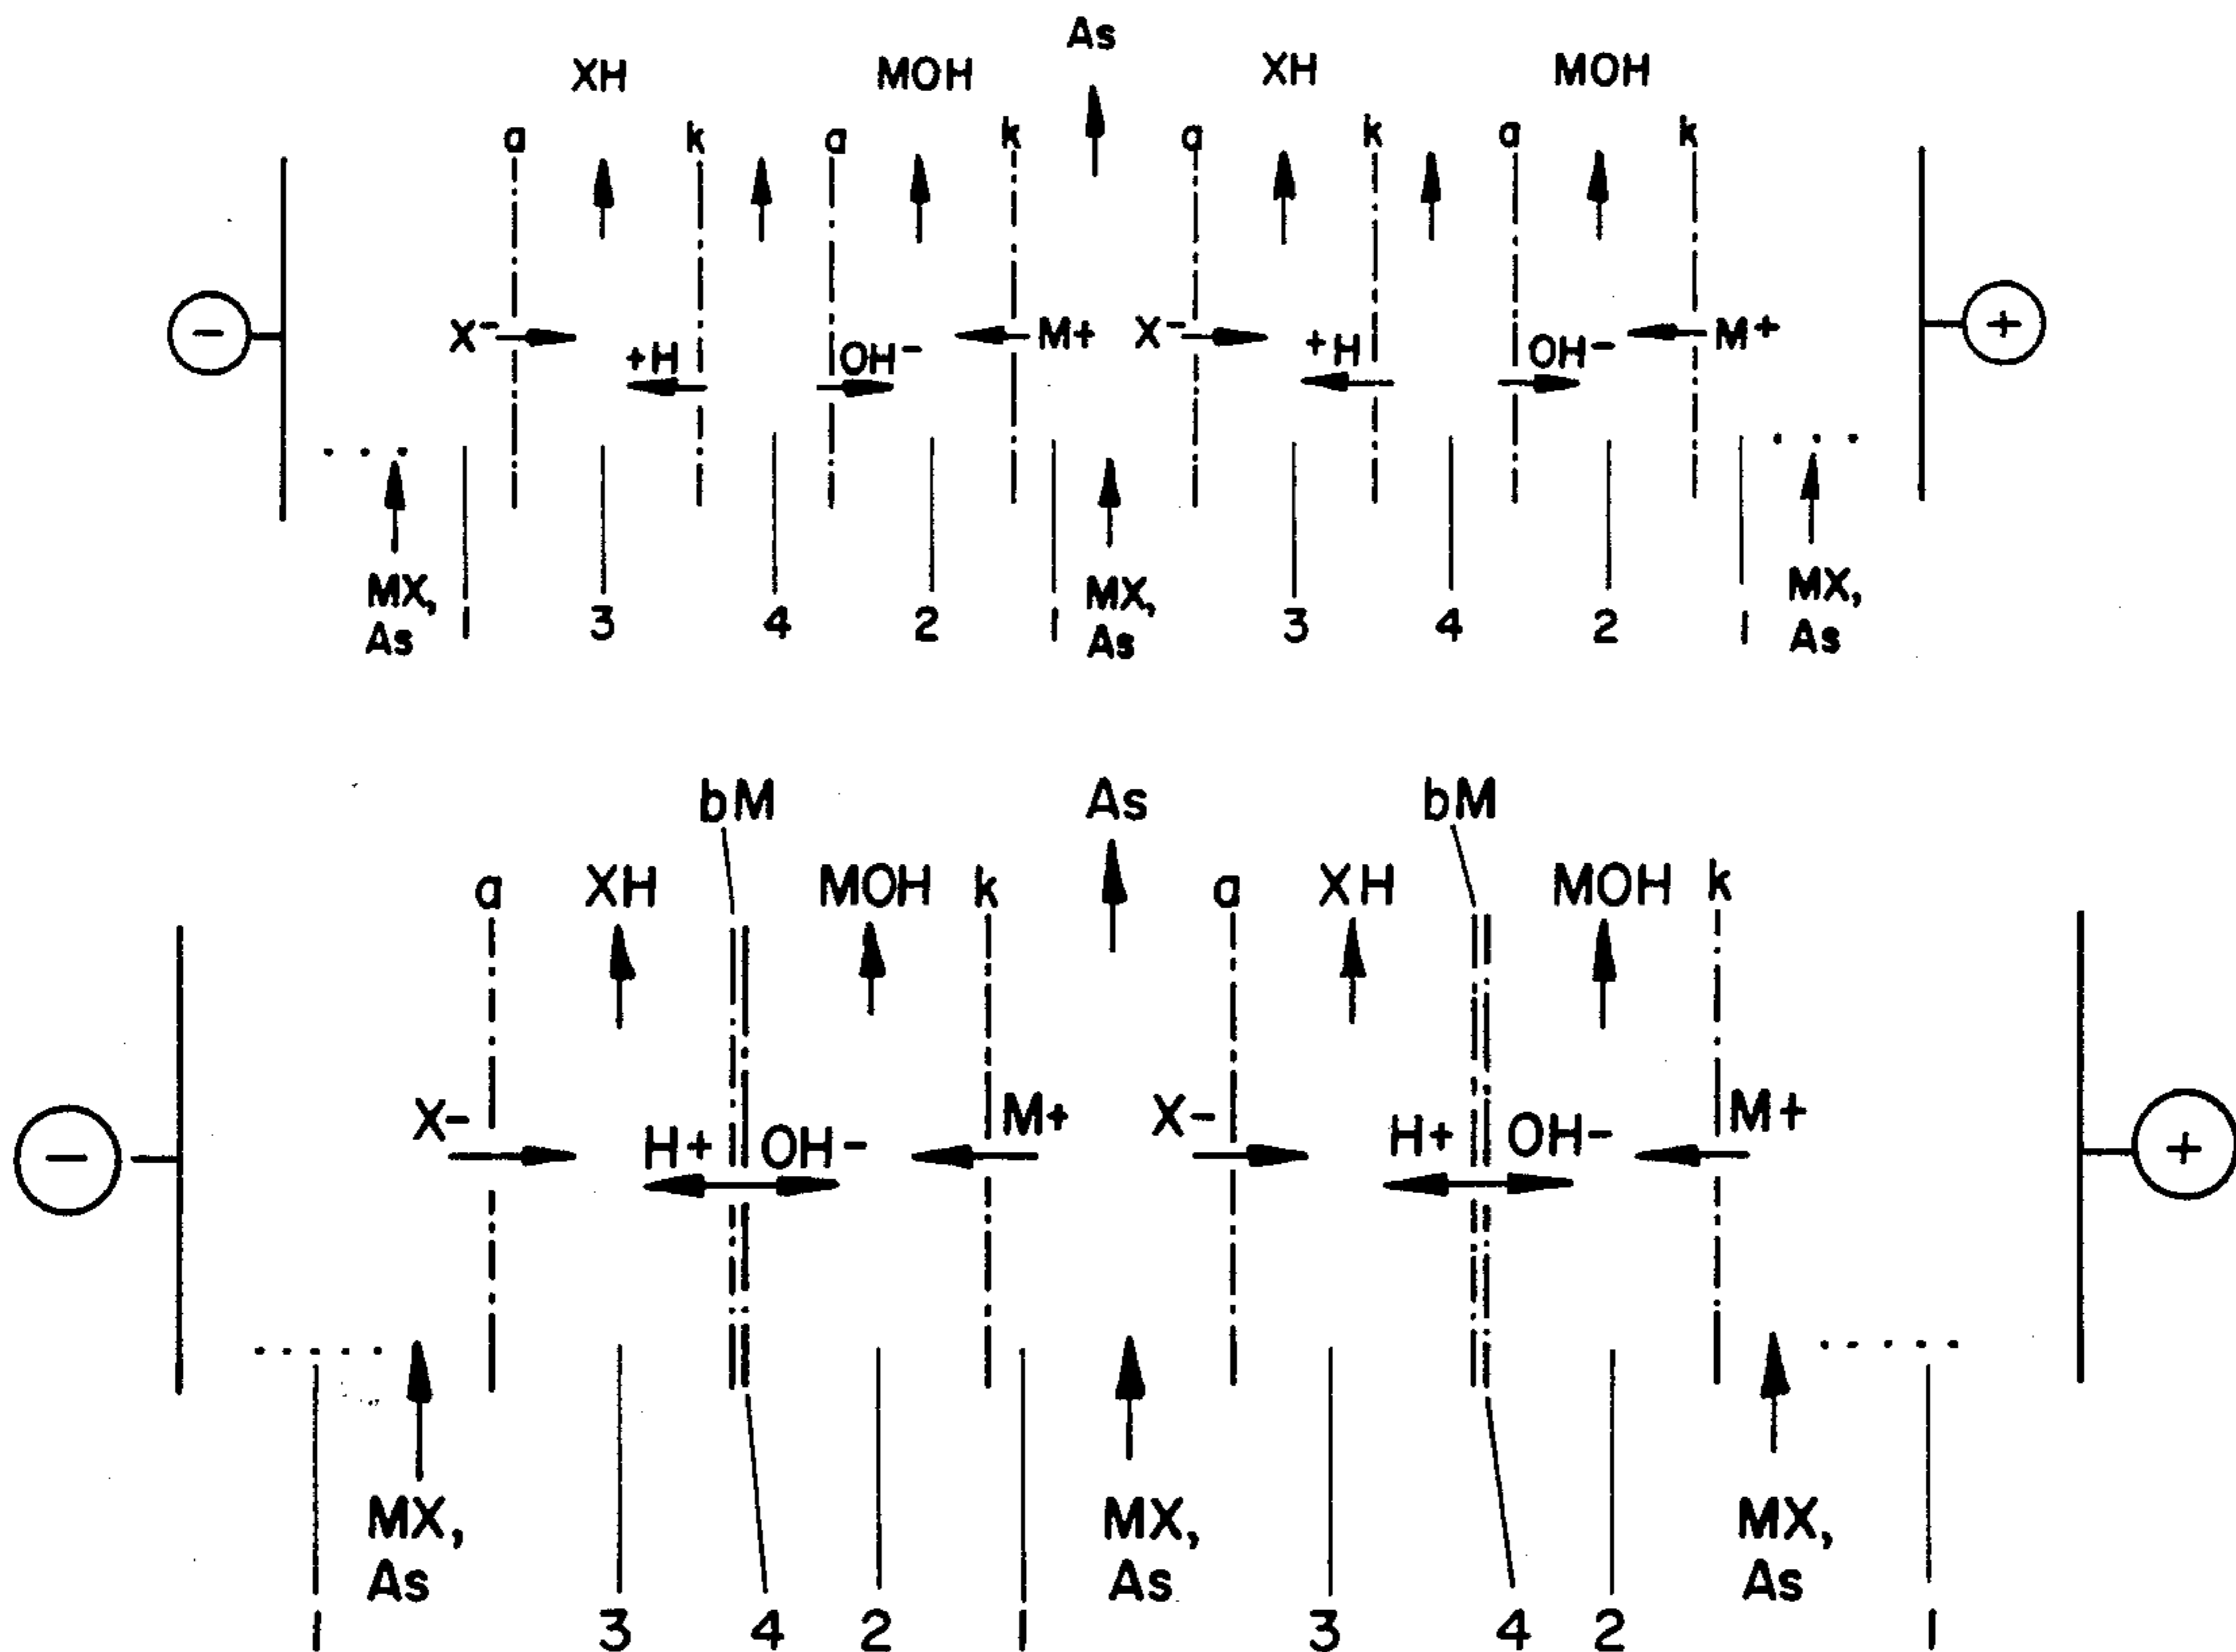 As
XH MOH XH MOH
a k a k a k a k
− X− +H OH− M+ X− +H OH− M+ +
MX, MX, MX,
As As As
1 3 4 2 1 3 4 2 1
bM As bM
a XH MOH k a XH MOH k
X− M+ X− M+
− H+ OH− H+ OH− +
MX, MX, MX,
As As As
1 3 4 2 1 3 4 2 1